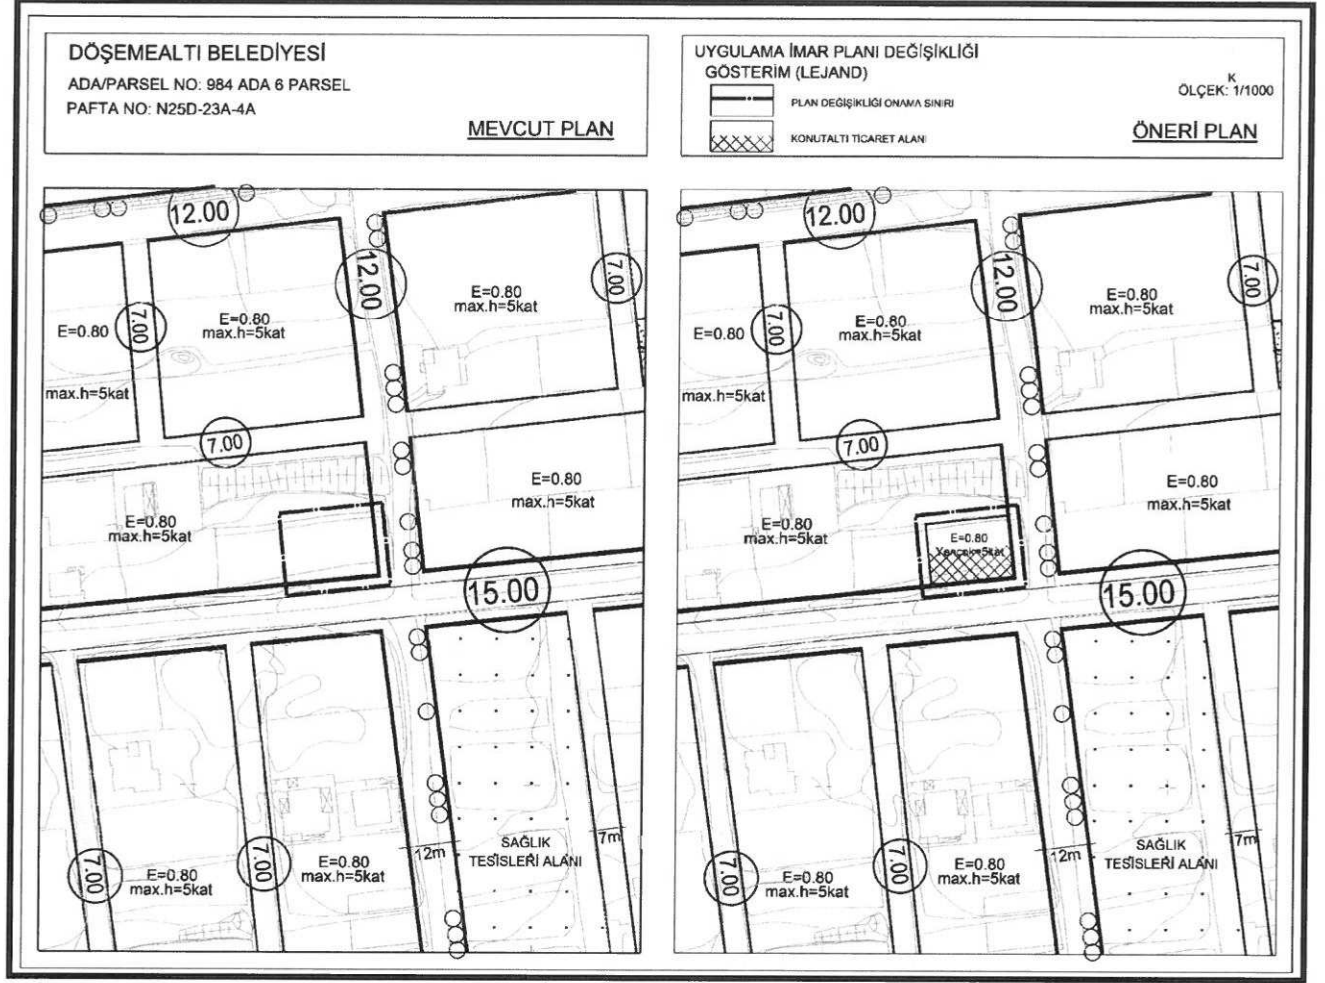 DÖŞEMEALTI BELEDİYESİ
ADA/PARSEL NO: 984 ADA 6 PARSEL
PAFTA NO: N25D-23A-4A
MEVCUT PLAN
UYGULAMA İMAR PLANI DEĞİŞİKLİĞİ
GÖSTERİM (LEJAND)
PLAN DEĞİŞİKLİĞİ ONAMA SINIRI
KONUTALTI TİCARET ALANI
K
ÖLÇEK: 1/1000
ÖNERİ PLAN
12.00
12.00
7.00
E=0.80
max.h=5kat
E=0.80
max.h=5kat
7.00
E=0.80
max.h=5kat
7.00
E=0.80
max.h=5kat
E=0.80
max.h=5kat
15.00
SAĞLIK
TESİSLERİ ALANI
12m
7m
7.00
E=0.80
max.h=5kat
7.00
E=0.80
max.h=5kat
12.00
12.00
7.00
E=0.80
max.h=5kat
E=0.80
max.h=5kat
7.00
E=0.80
max.h=5kat
7.00
E=0.80
max.h=5kat
E=0.80
max.h=5kat
E=0.80
Yençok=5kat
15.00
SAĞLIK
TESİSLERİ ALANI
12m
7m
7.00
E=0.80
max.h=5kat
7.00
E=0.80
max.h=5kat